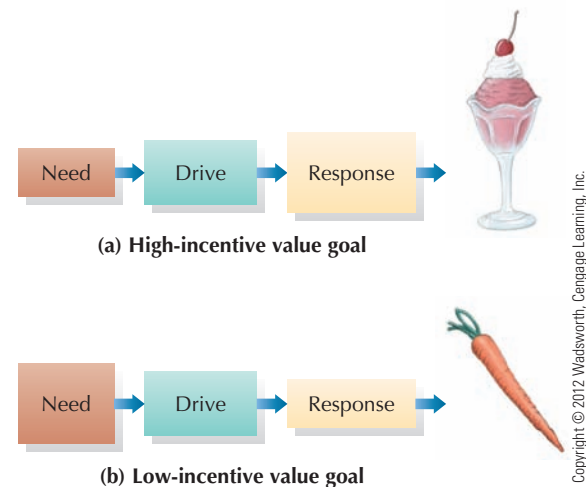 Need
Drive
Response
(a) High-incentive value goal
Need
Drive
Response
(b) Low-incentive value goal
Copyright © 2012 Wadsworth, Cengage Learning, Inc.